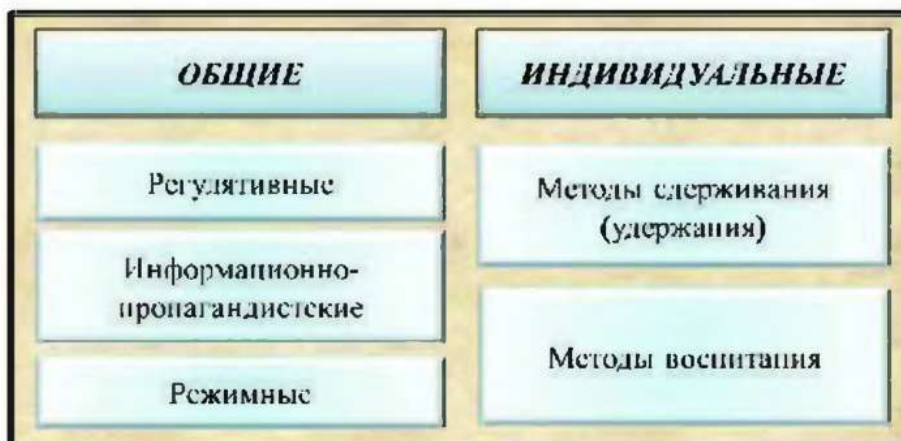 ОБЩИЕ
Регулятивные
Информационно-
пропагандистские
Режимные
ИНДИВИДУАЛЬНЫЕ
Методы сдерживания
(удержания)
Методы воспитания